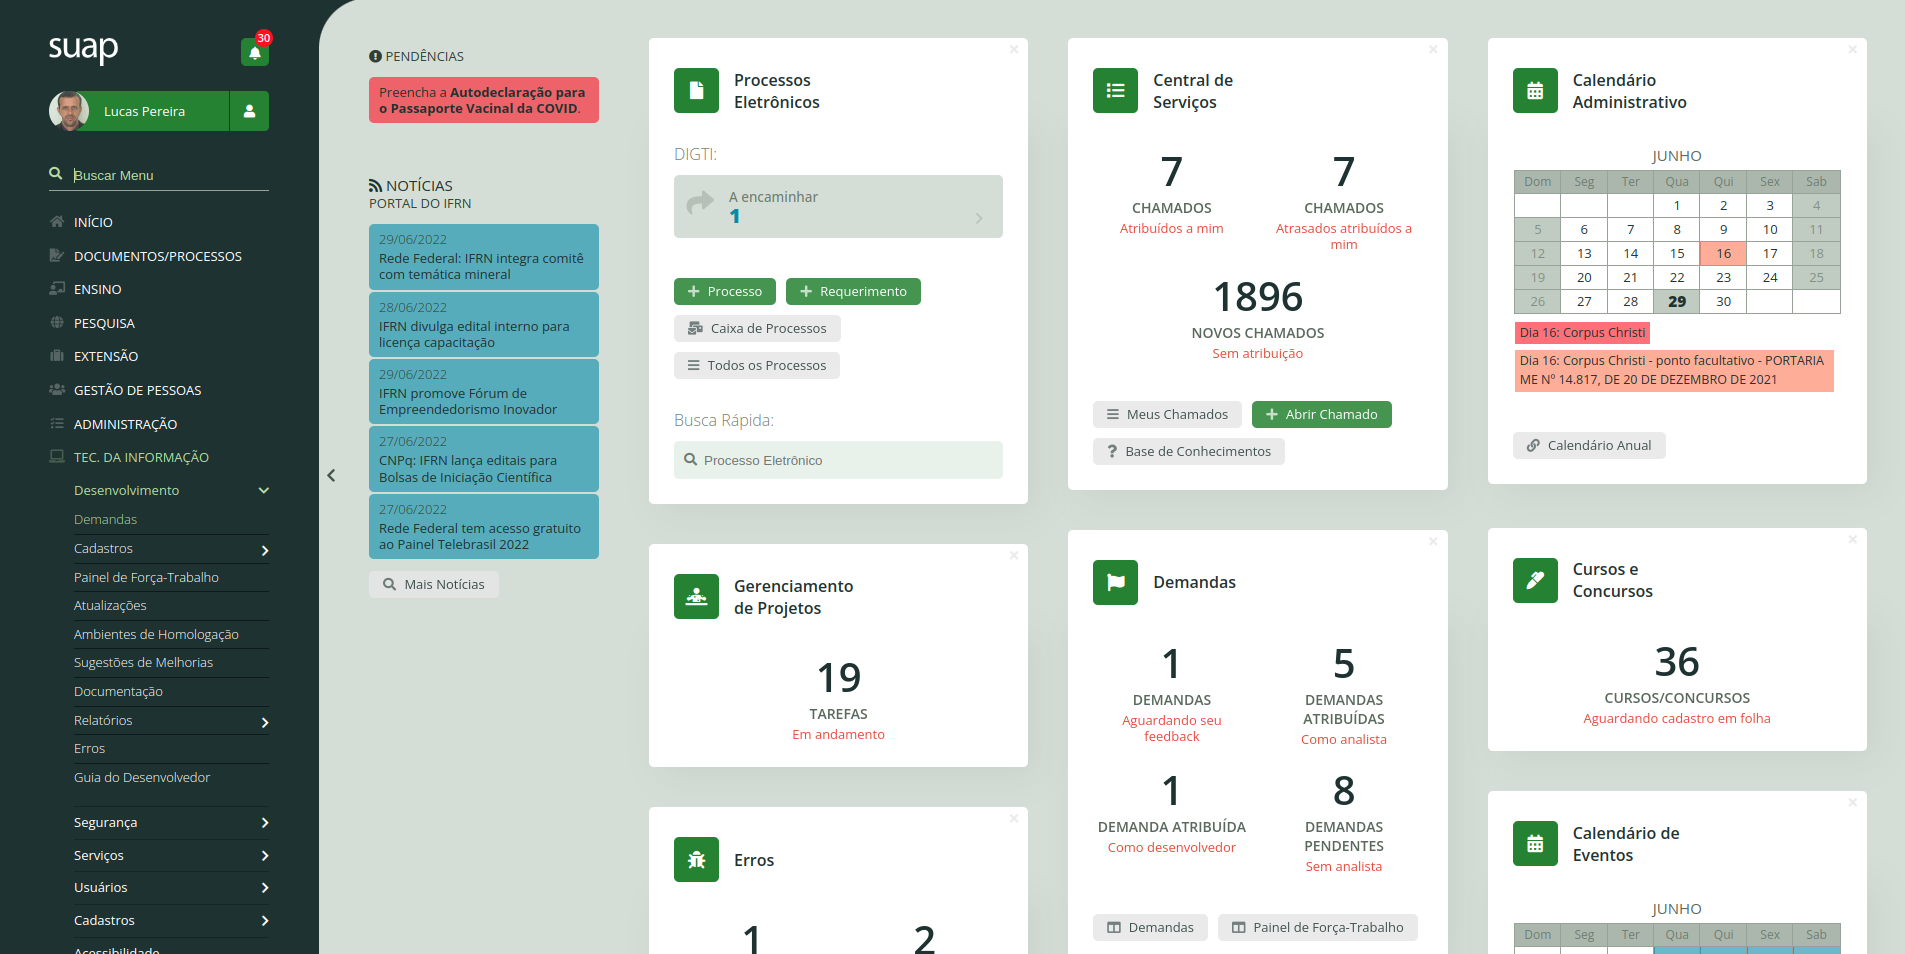 suap
30
Lucas Pereira
Buscar Menu
INÍCIO
DOCUMENTOS/PROCESSOS
ENSINO
PESQUISA
EXTENSÃO
GESTÃO DE PESSOAS
ADMINISTRAÇÃO
TEC. DA INFORMAÇÃO
Desenvolvimento
Demandas
Cadastros
Painel de Força-Trabalho
Atualizações
Ambientes de Homologação
Sugestões de Melhorias
Documentação
Relatórios
Erros
Guia do Desenvolvedor
Segurança
Serviços
Usuários
Cadastros
Acessibilidade
PENDÊNCIAS
Preencha a Autodeclaração para
o Passaporte Vacinal da COVID.
NOTÍCIAS
PORTAL DO IFRN
29/06/2022
Rede Federal: IFRN integra comitê
com temática mineral
28/06/2022
IFRN divulga edital interno para
licença capacitação
29/06/2022
IFRN promove Fórum de
Empreendedorismo Inovador
27/06/2022
CNPq: IFRN lança editais para
Bolsas de Iniciação Científica
27/06/2022
Rede Federal tem acesso gratuito
ao Painel Telebrasil 2022
Mais Notícias
Processos
Eletrônicos
DIGTI:
A encaminhar
1
Processo
Requerimento
Caixa de Processos
Todos os Processos
Busca Rápida:
Processo Eletrônico
Gerenciamento
de Projetos
19
TAREFAS
Em andamento
Erros
1 2
Central de
Serviços
7
CHAMADOS
Atribuídos a mim
7
CHAMADOS
Atrasados atribuídos a
mim
1896
NOVOS CHAMADOS
Sem atribuição
Meus Chamados
Abrir Chamado
Base de Conhecimentos
Demandas
1
DEMANDAS
Aguardando seu
feedback
5
DEMANDAS
ATRIBUÍDAS
Como analista
1
DEMANDA ATRIBUÍDA
Como desenvolvedor
8
DEMANDAS
PENDENTES
Sem analista
Demandas
Painel de Força-Trabalho
Calendário
Administrativo
JUNHO
Dom Seg Ter Qua Qui Sex Sab
1 2 3 4
5 6 7 8 9 10 11
12 13 14 15 16 17 18
19 20 21 22 23 24 25
26 27 28 29 30
Dia 16: Corpus Christi
Dia 16: Corpus Christi - ponto facultativo - PORTARIA
ME Nº 14.817, DE 20 DE DEZEMBRO DE 2021
Calendário Anual
Cursos e
Concursos
36
CURSOS/CONCURSOS
Aguardando cadastro em folha
Calendário de
Eventos
JUNHO
Dom Seg Ter Qua Qui Sex Sab